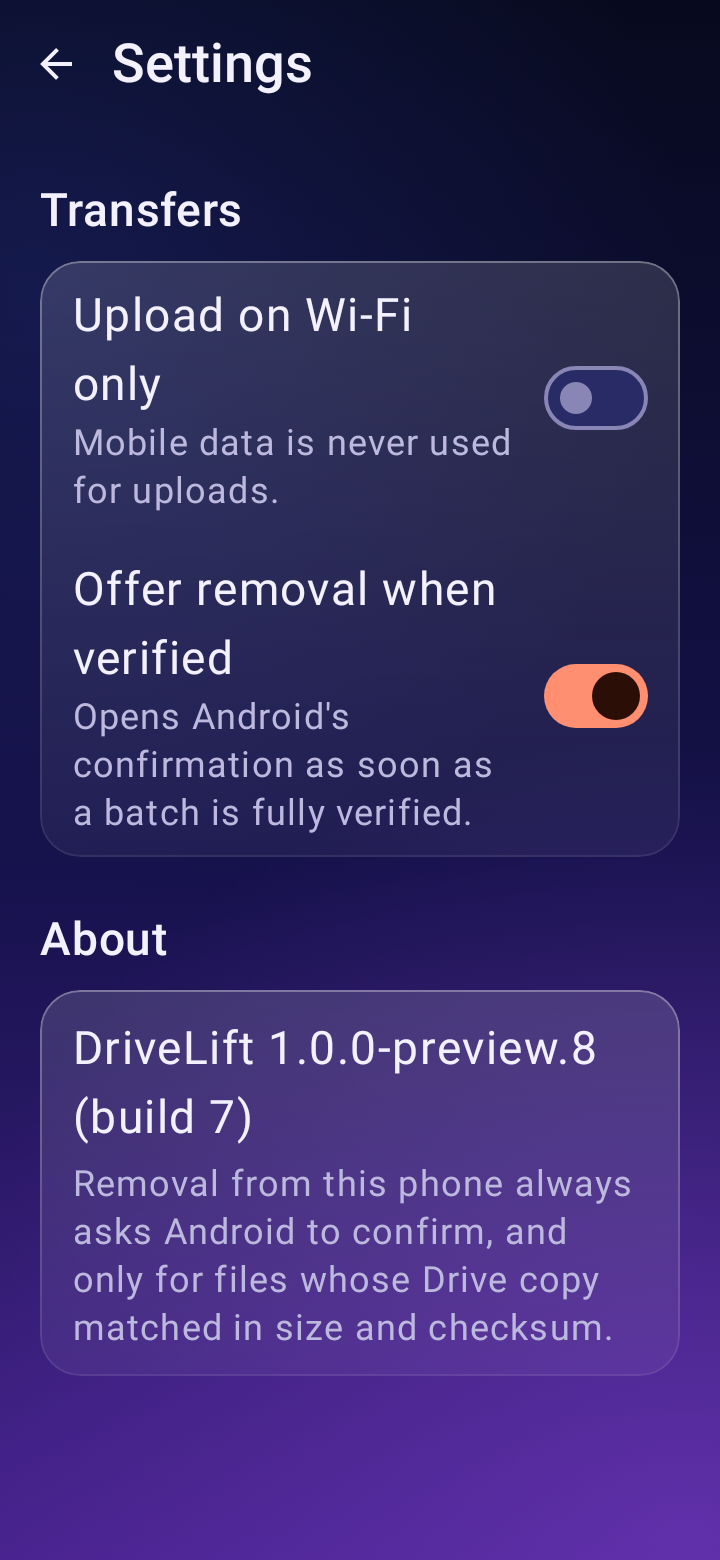 Settings
Transfers
Upload on Wi-Fi
only
Mobile data is never used
for uploads.
Offer removal when
verified
Opens Android's
confirmation as soon as
a batch is fully verified.
About
DriveLift 1.0.0-preview.8
(build 7)
Removal from this phone always
asks Android to confirm, and
only for files whose Drive copy
matched in size and checksum.